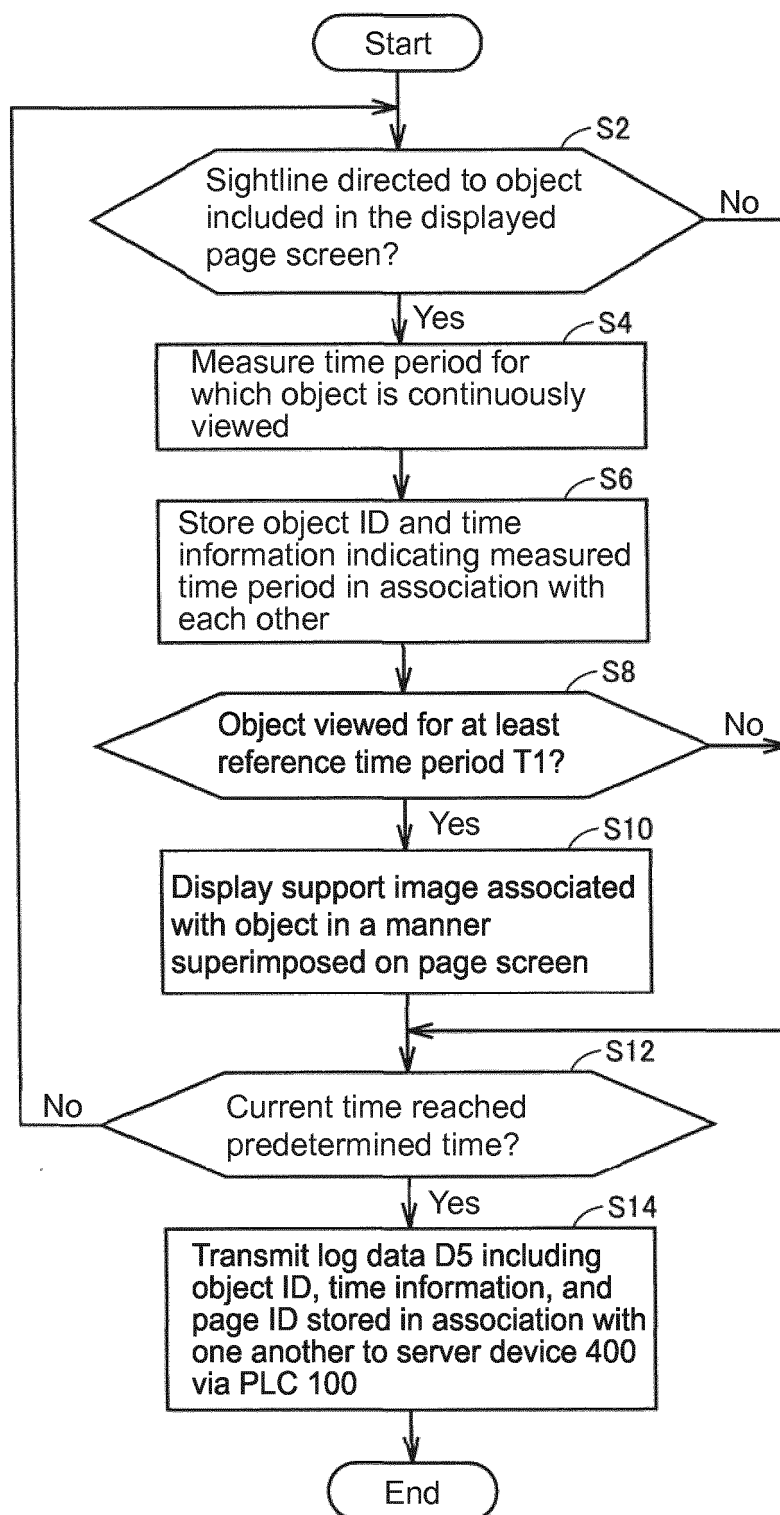 Start
S2
Sightline directed to object
included in the displayed
page screen?
No
Yes
S4
Measure time period for
which object is continuously
viewed
S6
Store object ID and time
information indicating measured
time period in association with
each other
S8
Object viewed for at least
reference time period T1?
No
Yes
S10
Display support image associated
with object in a manner
superimposed on page screen
S12
No
Current time reached
predetermined time?
Yes
S14
Transmit log data D5 including
object ID, time information, and
page ID stored in association with
one another to server device 400
via PLC 100
End